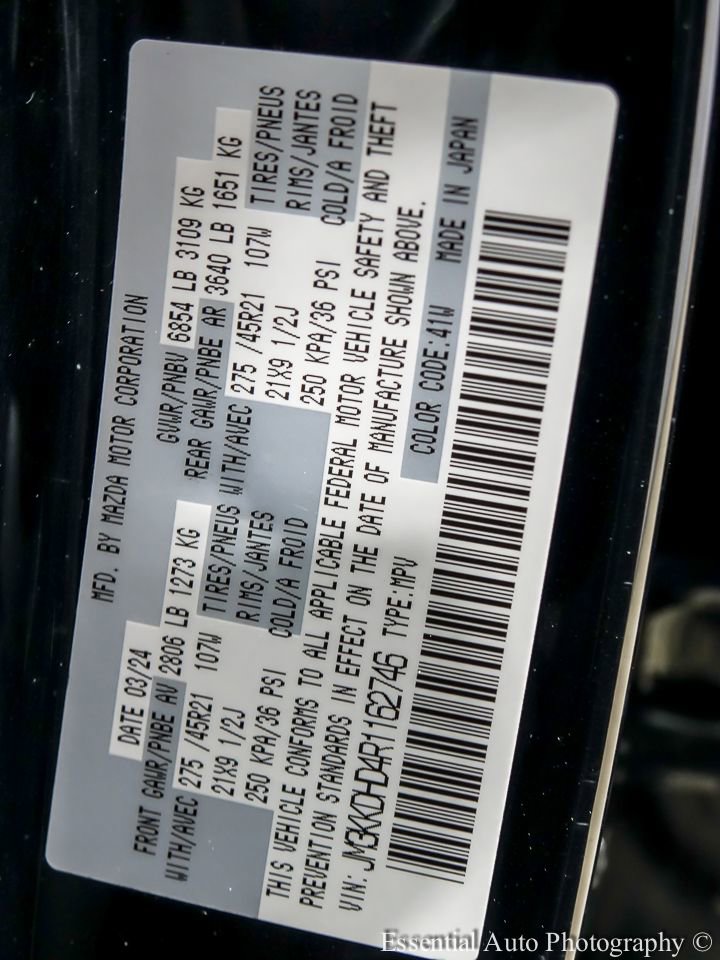 MFD. BY MAZDA MOTOR CORPORATION
DATE 03/24 GVWR/PNBV 6854 LB 3109 KG
FRONT GAWR/PNBE AV 2806 LB 1273 KG REAR GAWR/PNBE AR 3640 LB 1651 KG
WITH/AVEC 275 /45R21 107W TIRES/PNEUS WITH/AVEC 275 /45R21 107W TIRES/PNEUS
21X9 1/2J RIMS/JANTES 21X9 1/2J RIMS/JANTES
250 KPA/36 PSI COLD/A FROID 250 KPA/36 PSI COLD/A FROID
THIS VEHICLE CONFORMS TO ALL APPLICABLE FEDERAL MOTOR VEHICLE SAFETY AND THEFT
PREVENTION STANDARDS IN EFFECT ON THE DATE OF MANUFACTURE SHOWN ABOVE.
VIN: JM3KKDHD4R1162746 TYPE:MPV COLOR CODE:41W MADE IN JAPAN
Essential Auto Photography ©